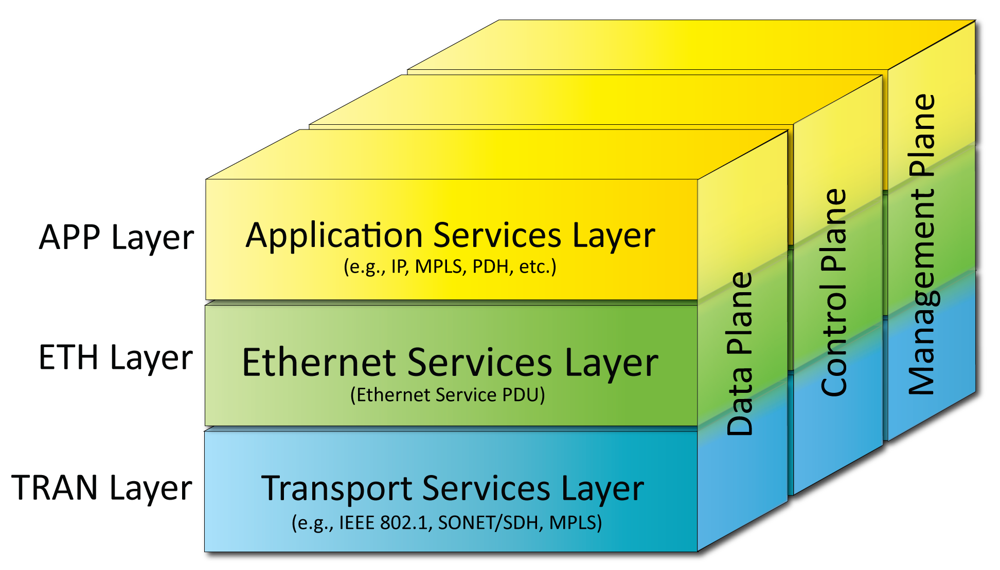 APP Layer
Application Services Layer
(e.g., IP, MPLS, PDH, etc.)
ETH Layer
Ethernet Services Layer
(Ethernet Service PDU)
TRAN Layer
Transport Services Layer
(e.g., IEEE 802.1, SONET/SDH, MPLS)
Data Plane
Control Plane
Management Plane